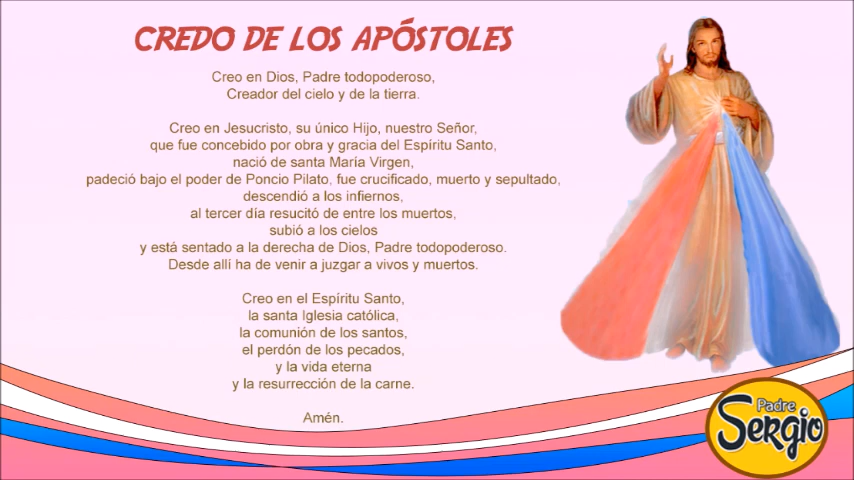 CREDO DE LOS APÓSTOLES
Creo en Dios, Padre todopoderoso,
Creador del cielo y de la tierra.
Creo en Jesucristo, su único Hijo, nuestro Señor,
que fue concebido por obra y gracia del Espíritu Santo,
nació de santa María Virgen,
padeció bajo el poder de Poncio Pilato, fue crucificado, muerto y sepultado,
descendió a los infiernos,
al tercer día resucitó de entre los muertos,
subió a los cielos
y está sentado a la derecha de Dios, Padre todopoderoso.
Desde allí ha de venir a juzgar a vivos y muertos.
Creo en el Espíritu Santo,
la santa Iglesia católica,
la comunión de los santos,
el perdón de los pecados,
y la vida eterna
y la resurrección de la carne.
Amén.
Padre
Sergio